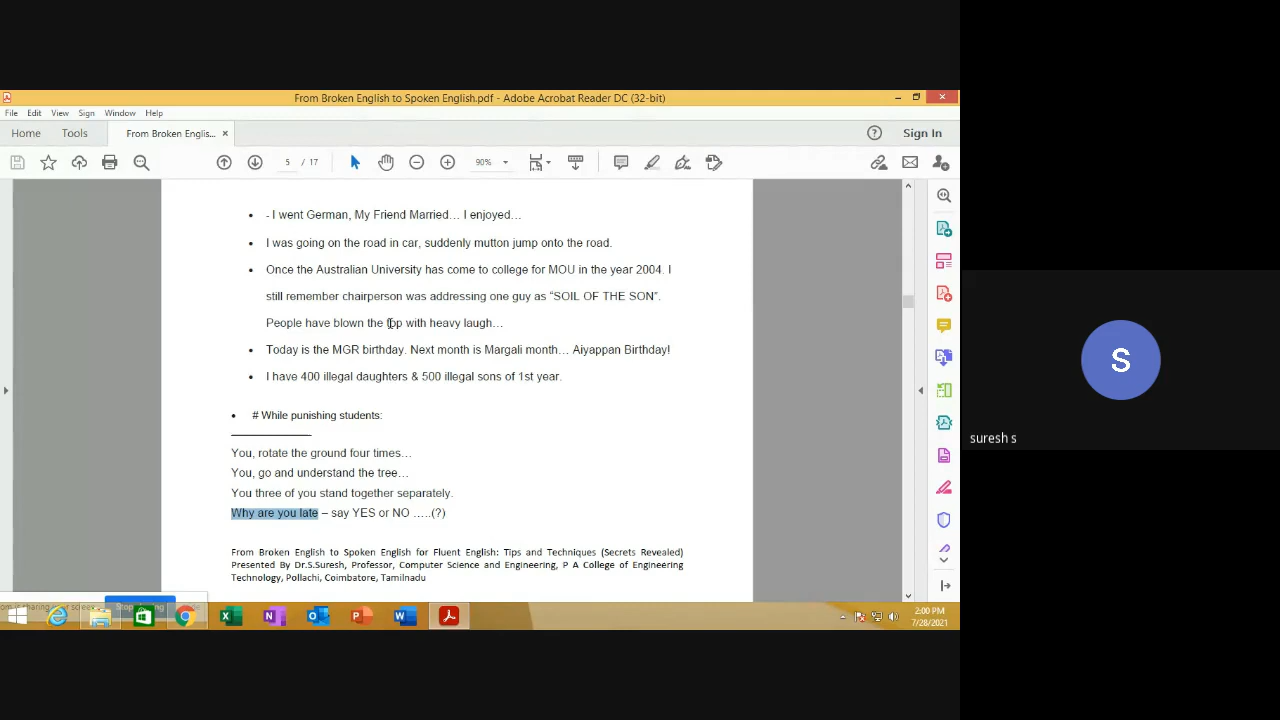 From Broken English to Spoken English.pdf - Adobe Acrobat Reader DC (32-bit)
File Edit View Sign Window Help
Home Tools From Broken Englis... × Sign In
5 / 17 90%
- I went German, My Friend Married… I enjoyed…
I was going on the road in car, suddenly mutton jump onto the road.
Once the Australian University has come to college for MOU in the year 2004. I
still remember chairperson was addressing one guy as “SOIL OF THE SON”.
People have blown the top with heavy laugh…
Today is the MGR birthday. Next month is Margali month… Aiyappan Birthday!
I have 400 illegal daughters & 500 illegal sons of 1st year.
# While punishing students:
You, rotate the ground four times…
You, go and understand the tree…
You three of you stand together separately.
Why are you late – say YES or NO …..(?)
From Broken English to Spoken English for Fluent English: Tips and Techniques (Secrets Revealed)
Presented By Dr.S.Suresh, Professor, Computer Science and Engineering, P A College of Engineering
Technology, Pollachi, Coimbatore, Tamilnadu
S
suresh s
2:00 PM
7/28/2021